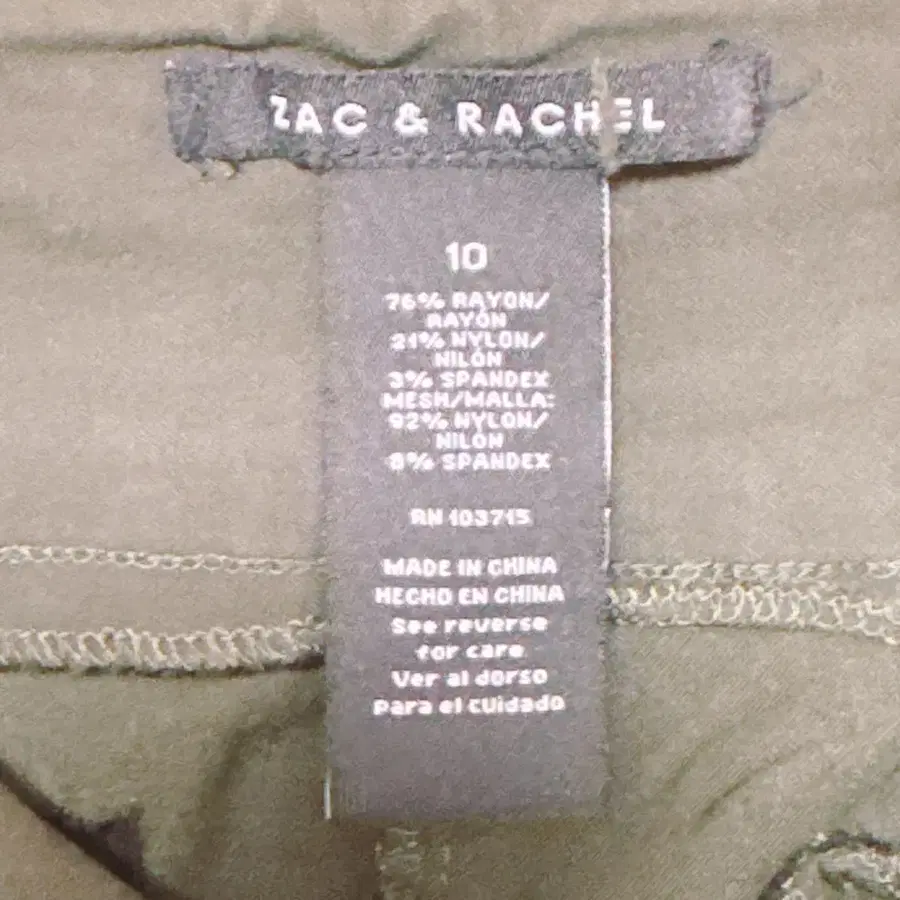 ZAC & RACHEL
10
76% RAYON/
RAYÓN
21% NYLON/
NILÓN
3% SPANDEX
MESH/MALLA:
92% NYLON/
NILÓN
8% SPANDEX
RN 103715
MADE IN CHINA
HECHO EN CHINA
See reverse
for care
Ver al dorso
Para el cuidado